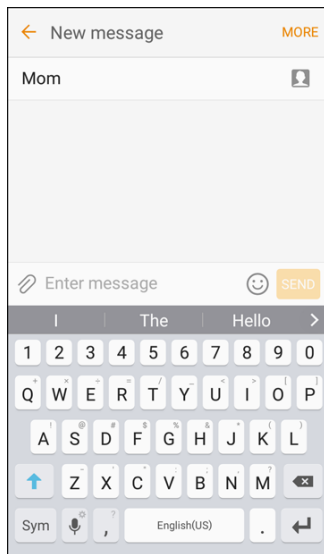 New message MORE
Mom
Enter message SEND
I The Hello
1 2 3 4 5 6 7 8 9 0
Q W E R T Y U I O P
A S D F G H J K L
Z X C V B N M
Sym , English(US) .